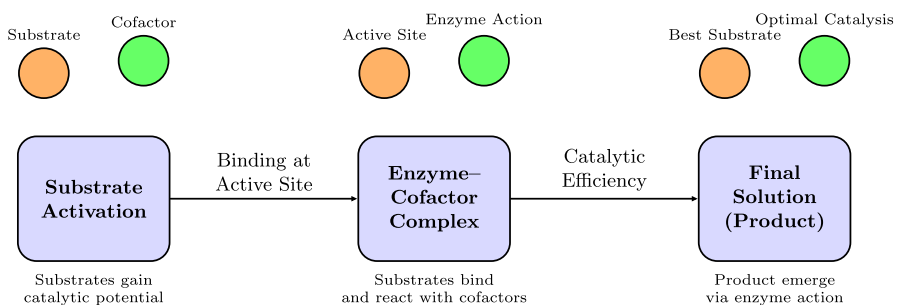 Substrate
Cofactor
Active Site
Enzyme Action
Best Substrate
Optimal Catalysis
Substrate
Activation
Binding at
Active Site
Enzyme–
Cofactor
Complex
Catalytic
Efficiency
Final
Solution
(Product)
Substrates gain
catalytic potential
Substrates bind
and react with cofactors
Product emerge
via enzyme action